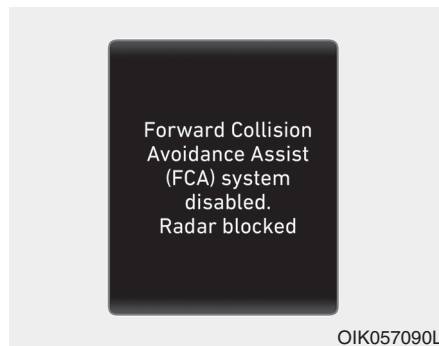 Forward Collision
Avoidance Assist
(FCA) system
disabled.
Radar blocked
OIK057090L